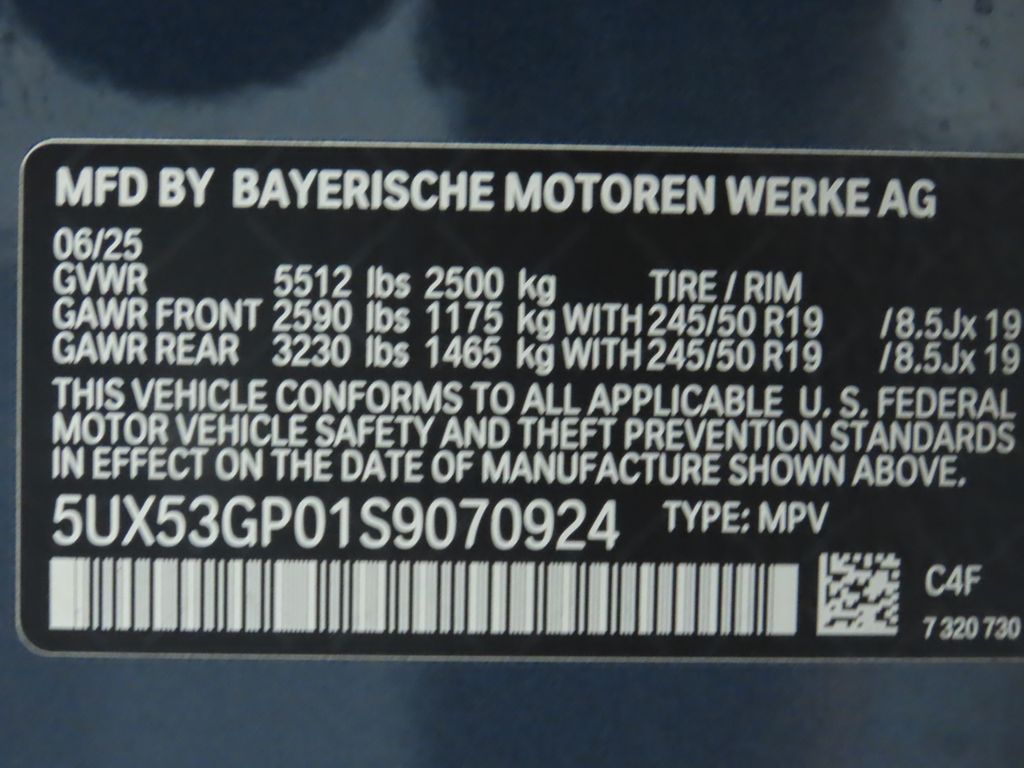 MFD BY BAYERISCHE MOTOREN WERKE AG
06/25
GVWR 5512 lbs 2500 kg TIRE / RIM
GAWR FRONT 2590 lbs 1175 kg WITH 245/50 R19 /8.5Jx 19
GAWR REAR 3230 lbs 1465 kg WITH 245/50 R19 /8.5Jx 19
THIS VEHICLE CONFORMS TO ALL APPLICABLE U. S. FEDERAL
MOTOR VEHICLE SAFETY AND THEFT PREVENTION STANDARDS
IN EFFECT ON THE DATE OF MANUFACTURE SHOWN ABOVE.
5UX53GP01S9070924 TYPE: MPV
C4F
7 320 730